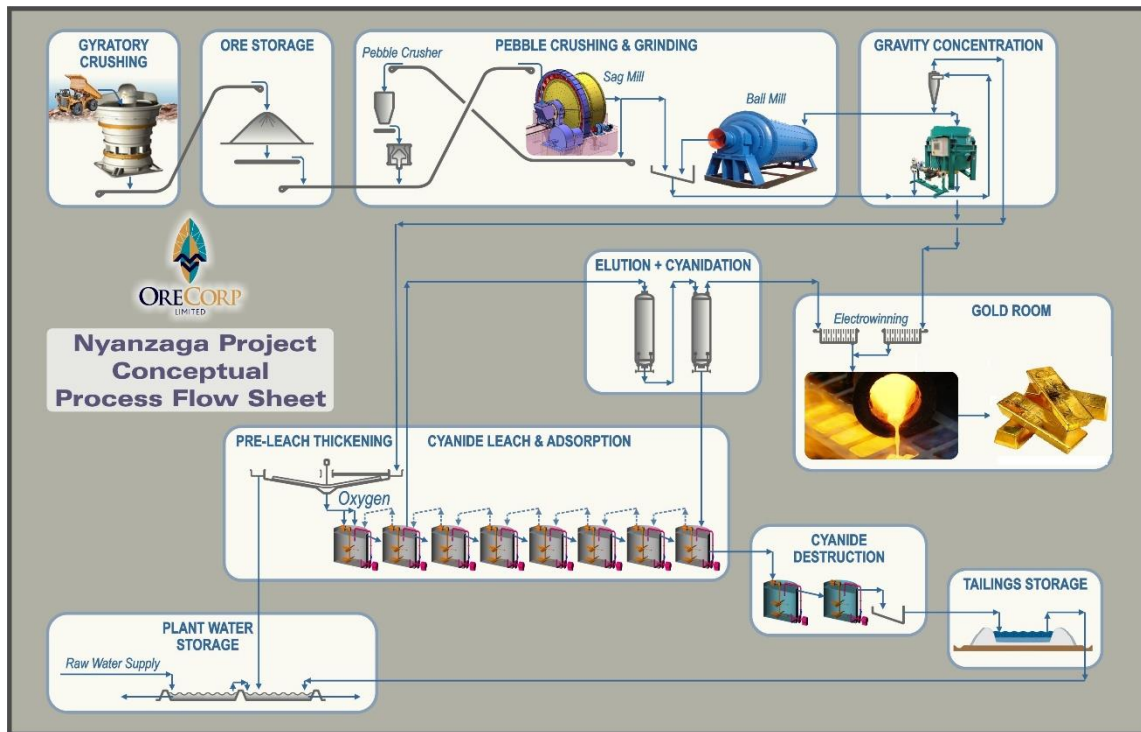 GYRATORY
CRUSHING
ORE STORAGE
PEBBLE CRUSHING & GRINDING
Pebble Crusher
Sag Mill
Ball Mill
GRAVITY CONCENTRATION
ORECORP
LIMITED
Nyanzaga Project
Conceptual
Process Flow Sheet
ELUTION + CYANIDATION
GOLD ROOM
Electrowinning
PRE-LEACH THICKENING
CYANIDE LEACH & ADSORPTION
Oxygen
CYANIDE
DESTRUCTION
TAILINGS STORAGE
PLANT WATER
STORAGE
Raw Water Supply